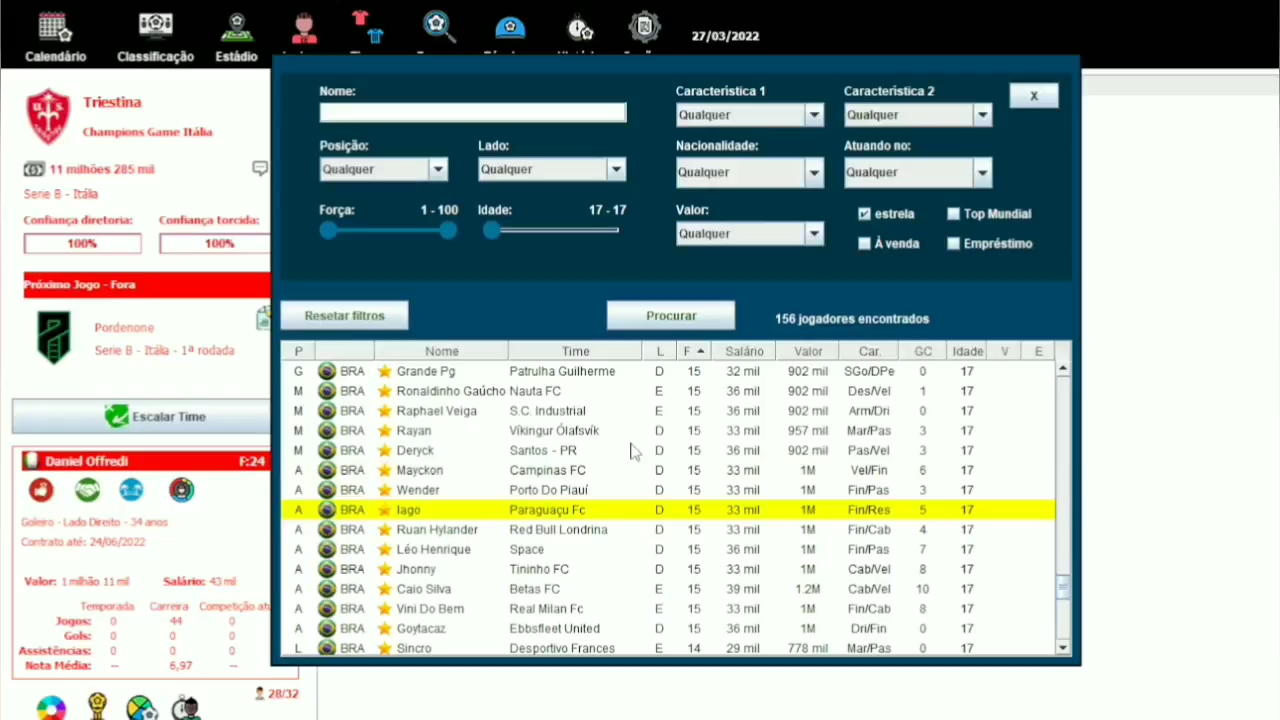 Calendário
Classificação
Estádio
27/03/2022
Triestina
Champions Game Itália
11 milhões 285 mil
Serie B - Itália
Confiança diretoria: Confiança torcida:
100% 100%
Próximo Jogo - Fora
Pordenone
Serie B - Itália - 1ª rodada
Escalar Time
Daniel Offredi F:24
Goleiro - Lado Direito - 34 anos
Contrato até: 24/06/2022
Valor: 1 milhão 11 mil Salário: 43 mil
Temporada Carreira Competição
Jogos: 0 44 0
Gols: 0 0 0
Assistências: 0 0 0
Nota Média: -- 6,97 --
28/32
Nome:
Característica 1 Característica 2
X
Qualquer Qualquer
Posição: Lado: Nacionalidade: Atuando no:
Qualquer Qualquer Qualquer Qualquer
Força: 1 - 100 Idade: 17 - 17 Valor:
Qualquer
estrela Top Mundial
À venda Empréstimo
Resetar filtros Procurar 156 jogadores encontrados
P Nome Time L F Salário Valor Car. GC Idade V E
G BRA Grande Pg Patrulha Guilherme D 15 32 mil 902 mil SGo/DPe 0 17
M BRA Ronaldinho Gaúcho Nauta FC E 15 36 mil 902 mil Des/Vel 1 17
M BRA Raphael Veiga S.C. Industrial E 15 36 mil 902 mil Arm/Dri 0 17
M BRA Rayan Víkingur Ólafsvík D 15 33 mil 957 mil Mar/Pas 3 17
M BRA Deryck Santos - PR D 15 36 mil 902 mil Pas/Vel 3 17
A BRA Mayckon Campinas FC D 15 33 mil 1M Vel/Fin 6 17
A BRA Wender Porto Do Piauí D 15 33 mil 1M Fin/Pas 3 17
A BRA Iago Paraguaçu Fc D 15 33 mil 1M Fin/Res 5 17
A BRA Ruan Hylander Red Bull Londrina D 15 33 mil 1M Fin/Cab 4 17
A BRA Léo Henrique Space D 15 36 mil 1M Fin/Pas 7 17
A BRA Jhonny Tininho FC D 15 33 mil 1M Cab/Vel 8 17
A BRA Caio Silva Betas FC E 15 39 mil 1.2M Cab/Vel 10 17
A BRA Vini Do Bem Real Milan Fc E 15 33 mil 1M Fin/Cab 8 17
A BRA Goytacaz Ebbsfleet United D 15 36 mil 1M Dri/Fin 0 17
L BRA Sincro Desportivo Frances E 14 29 mil 778 mil Mar/Pas 0 17